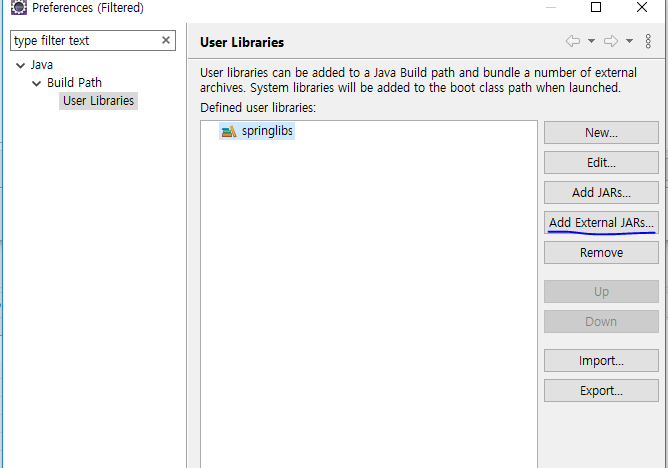 Preferences (Filtered)
type filter text
Java
Build Path
User Libraries
User Libraries
User libraries can be added to a Java Build path and bundle a number of external
archives. System libraries will be added to the boot class path when launched.
Defined user libraries:
springlibs
New...
Edit...
Add JARs...
Add External JARs...
Remove
Up
Down
Import...
Export...